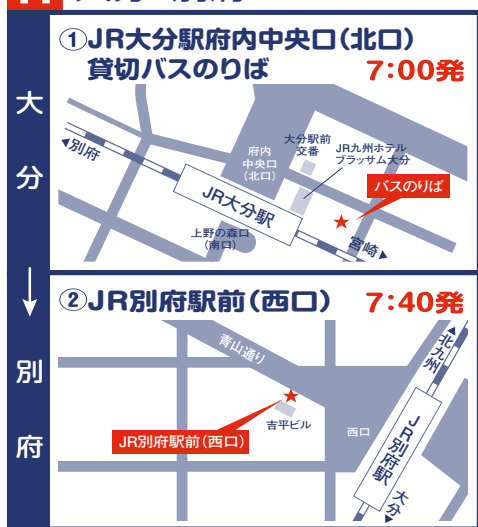 大分
↓
別府
①JR大分駅府内中央口(北口)
貸切バスのりば 7:00発
◀別府
府内
中央口
(北口)
大分駅前
交番
JR九州ホテル
ブラッサム大分
バスのりば
JR大分駅
上野の森口
(南口)
宮崎▶
②JR別府駅前(西口) 7:40発
青山通り
▲北九州
吉平ビル
西口
JR別府駅前(西口)
JR別府駅
大分▼